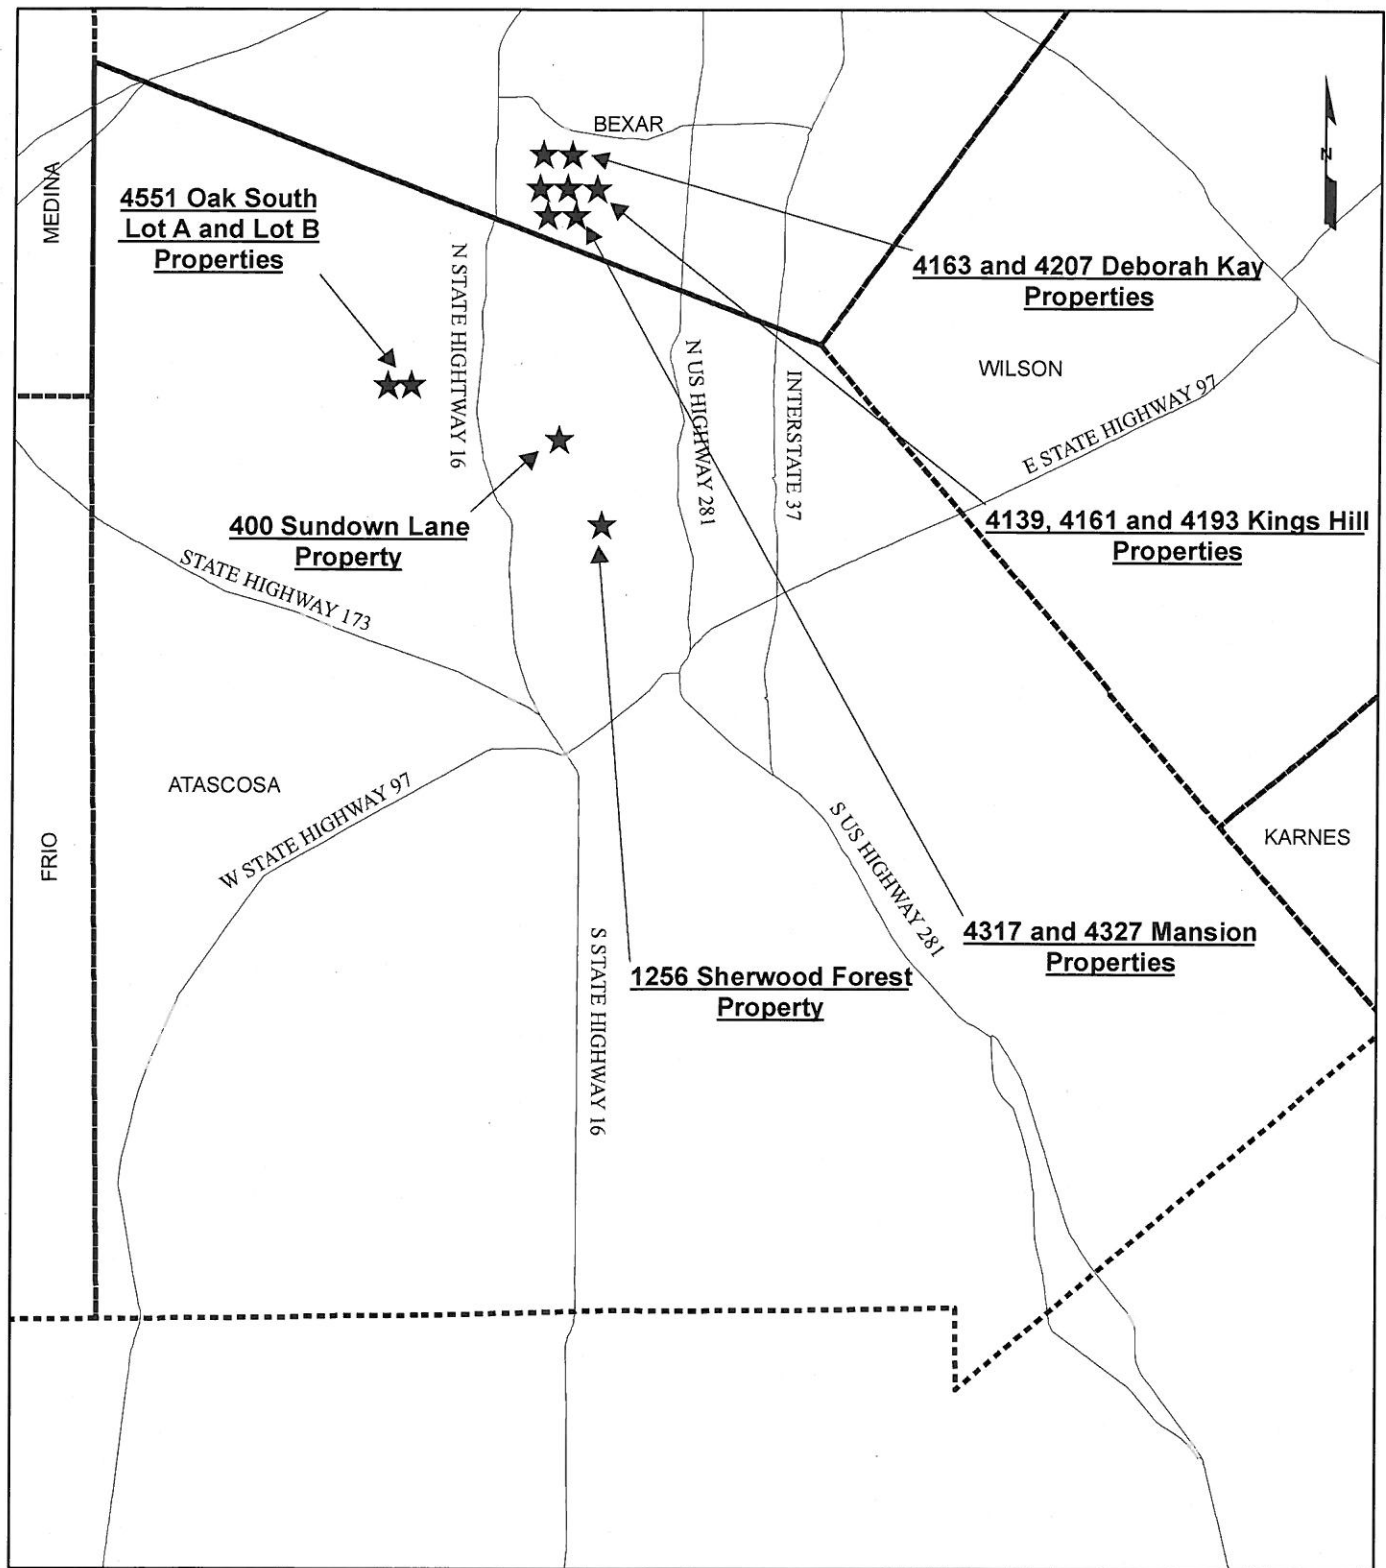 BEXAR
MEDINA
4551 Oak South
Lot A and Lot B
Properties
N STATE HIGHTWAY 16
4163 and 4207 Deborah Kay
Properties
N
WILSON
N US HIGHWAY 281
INTERSTATE 37
E STATE HIGHWAY 97
400 Sundown Lane
Property
4139, 4161 and 4193 Kings Hill
Properties
STATE HIGHWAY 173
ATASCOSA
W STATE HIGHWAY 97
FRIO
S US HIGHWAY 281
KARNES
4317 and 4327 Mansion
Properties
1256 Sherwood Forest
Property
S STATE HIGHWAY 16